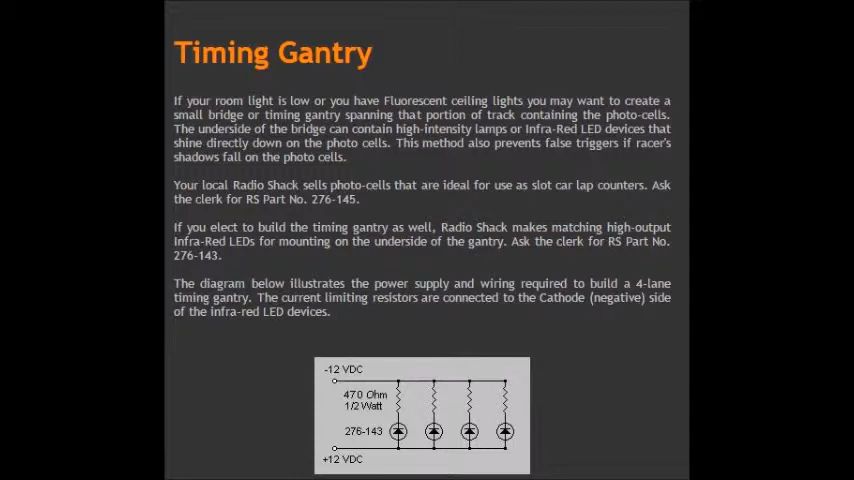 Timing Gantry
If your room light is low or you have Fluorescent ceiling lights you may want to create a
small bridge or timing gantry spanning that portion of track containing the photo-cells.
The underside of the bridge can contain high-intensity lamps or Infra-Red LED devices that
shine directly down on the photo cells. This method also prevents false triggers if racer's
shadows fall on the photo cells.
Your local Radio Shack sells photo-cells that are ideal for use as slot car lap counters. Ask
the clerk for RS Part No. 276-145.
If you elect to build the timing gantry as well, Radio Shack makes matching high-output
Infra-Red LEDs for mounting on the underside of the gantry. Ask the clerk for RS Part No.
276-143.
The diagram below illustrates the power supply and wiring required to build a 4-lane
timing gantry. The current limiting resistors are connected to the Cathode (negative) side
of the infra-red LED devices.
-12 VDC
470 Ohm
1/2 Watt
276-143
+12 VDC